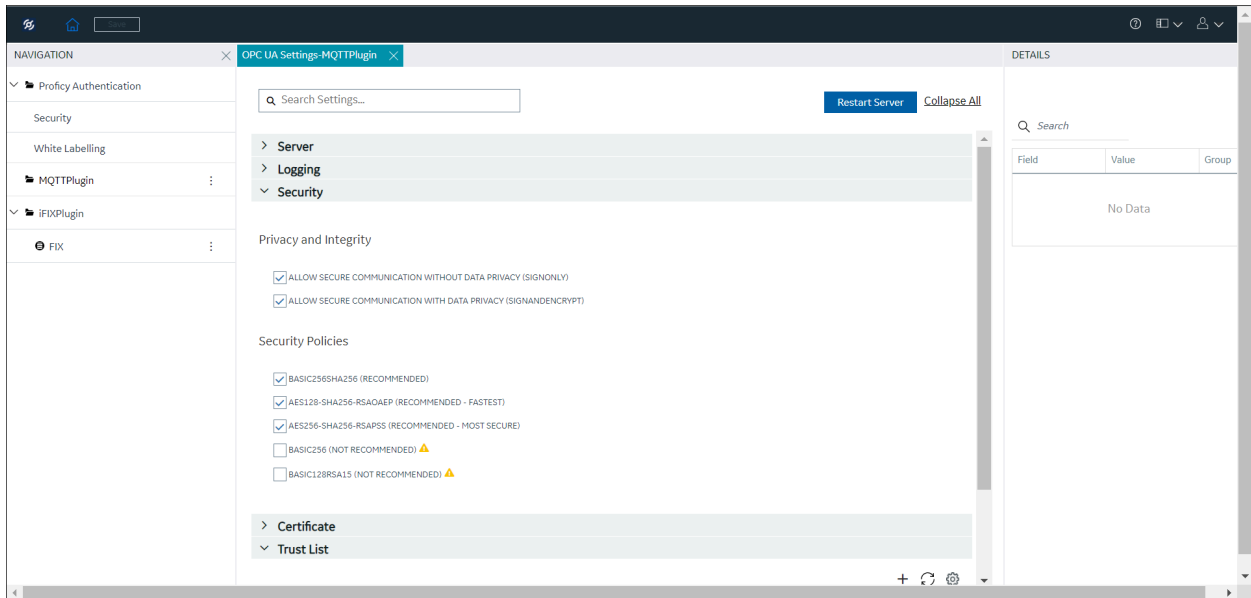 Save
NAVIGATION
OPC UA Settings-MQTTPlugin
DETAILS
Proficy Authentication
Security
White Labelling
MQTTPlugin
iFIXPlugin
FIX
Search Settings...
Restart Server
Collapse All
Server
Logging
Security
Privacy and Integrity
ALLOW SECURE COMMUNICATION WITHOUT DATA PRIVACY (SIGNONLY)
ALLOW SECURE COMMUNICATION WITH DATA PRIVACY (SIGNANDENCRYPT)
Security Policies
BASIC256SHA256 (RECOMMENDED)
AES128-SHA256-RSAOAEP (RECOMMENDED - FASTEST)
AES256-SHA256-RSAPSS (RECOMMENDED - MOST SECURE)
BASIC256 (NOT RECOMMENDED)
BASIC128RSA15 (NOT RECOMMENDED)
Certificate
Trust List
Search
Field Value Group
No Data